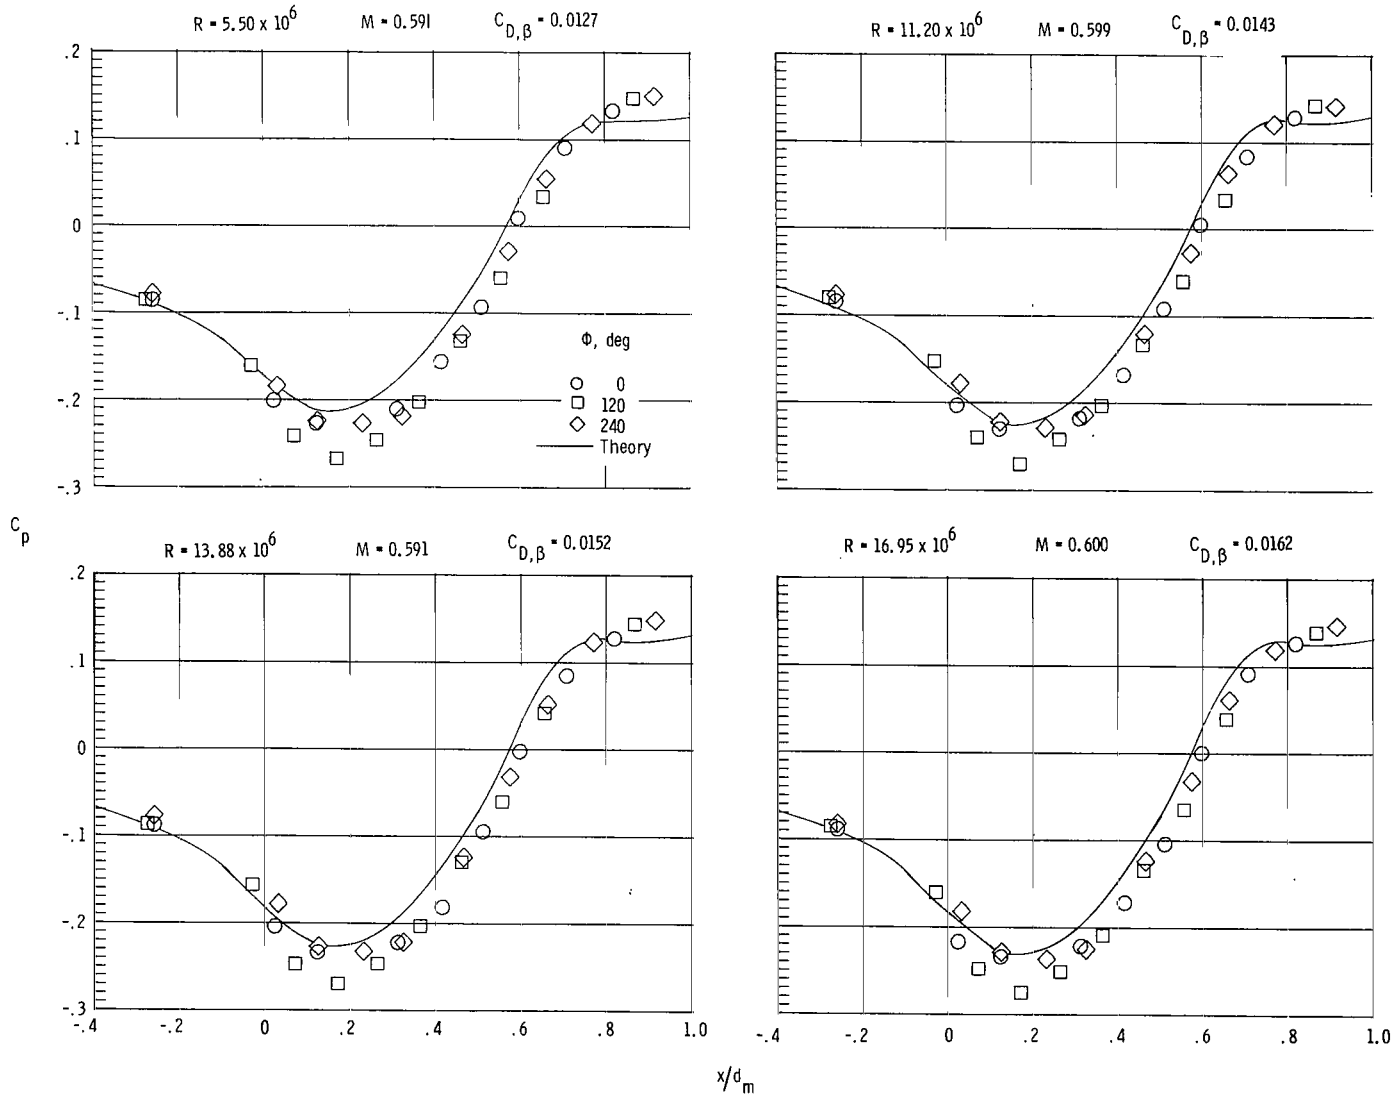 R = 5.50 x 10^6 M = 0.591 C_D,β = 0.0127
R = 11.20 x 10^6 M = 0.599 C_D,β = 0.0143
.2
.1
0
-.1
-.2
-.3
Φ, deg
0
120
240
Theory
C_p
R = 13.88 x 10^6 M = 0.591 C_D,β = 0.0152
R = 16.95 x 10^6 M = 0.600 C_D,β = 0.0162
.2
.1
0
-.1
-.2
-.3
-.4 -.2 0 .2 .4 .6 .8 1.0
-.4 -.2 0 .2 .4 .6 .8 1.0
x/d_m